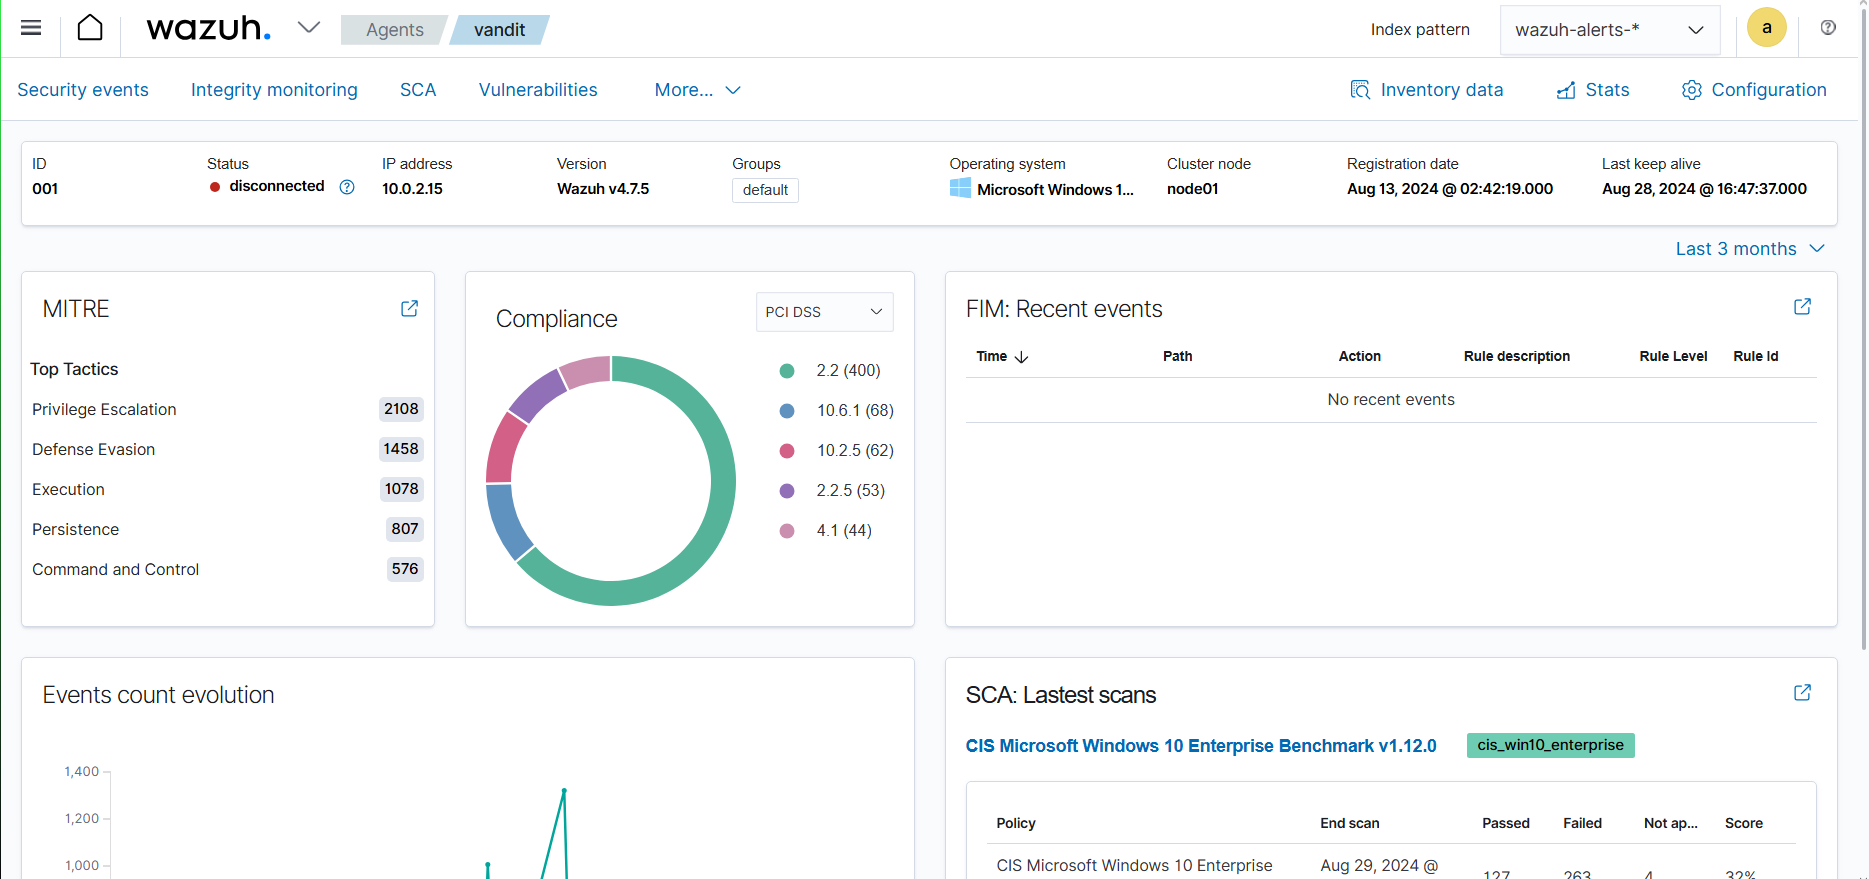 wazuh.
Agents
vandit
Index pattern
wazuh-alerts-*
a
Security events
Integrity monitoring
SCA
Vulnerabilities
More...
Inventory data
Stats
Configuration
ID
001
Status
disconnected
IP address
10.0.2.15
Version
Wazuh v4.7.5
Groups
default
Operating system
Microsoft Windows 1...
Cluster node
node01
Registration date
Aug 13, 2024 @ 02:42:19.000
Last keep alive
Aug 28, 2024 @ 16:47:37.000
Last 3 months
MITRE
Top Tactics
Privilege Escalation 2108
Defense Evasion 1458
Execution 1078
Persistence 807
Command and Control 576
Compliance
PCI DSS
2.2 (400)
10.6.1 (68)
10.2.5 (62)
2.2.5 (53)
4.1 (44)
FIM: Recent events
Time Path Action Rule description Rule Level Rule Id
No recent events
Events count evolution
1,400
1,200
1,000
SCA: Lastest scans
CIS Microsoft Windows 10 Enterprise Benchmark v1.12.0
cis_win10_enterprise
Policy End scan Passed Failed Not ap... Score
CIS Microsoft Windows 10 Enterprise Aug 29, 2024 @
127 263 4 32%